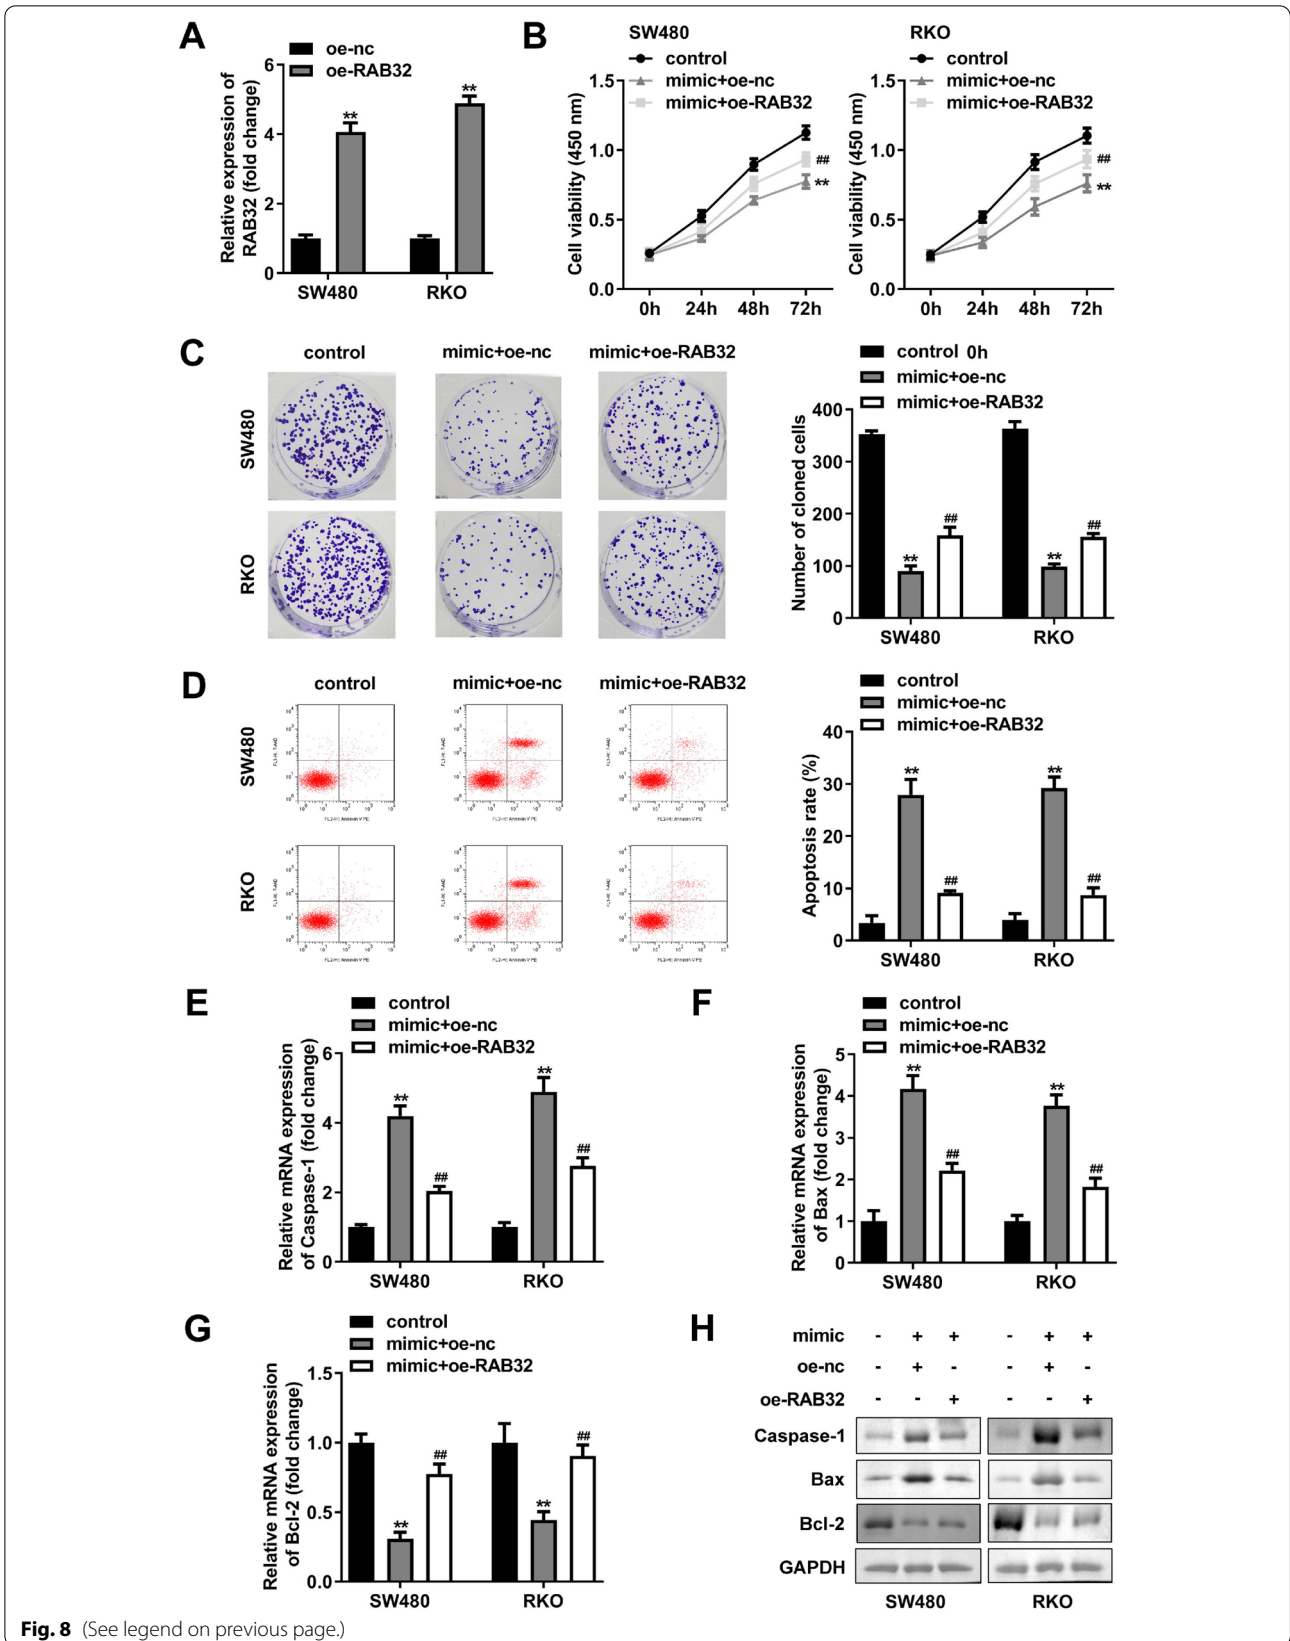 A
oe-nc
oe-RAB32
Relative expression of
RAB32 (fold change)
6
4
2
0
**
**
SW480
RKO
B
SW480
control
mimic+oe-nc
mimic+oe-RAB32
Cell viability (450 nm)
1.5
1.0
0.5
0.0
##
**
0h 24h 48h 72h
RKO
control
mimic+oe-nc
mimic+oe-RAB32
Cell viability (450 nm)
1.5
1.0
0.5
0.0
##
**
0h 24h 48h 72h
C
control mimic+oe-nc mimic+oe-RAB32
SW480
RKO
control 0h
mimic+oe-nc
mimic+oe-RAB32
Number of cloned cells
400
300
200
100
0
**
##
**
##
SW480 RKO
D
control mimic+oe-nc mimic+oe-RAB32
SW480
RKO
control
mimic+oe-nc
mimic+oe-RAB32
Apoptosis rate (%)
40
30
20
10
0
**
##
**
##
SW480 RKO
E
control
mimic+oe-nc
mimic+oe-RAB32
Relative mRNA expression
of Caspase-1 (fold change)
6
4
2
0
**
##
**
##
SW480 RKO
F
control
mimic+oe-nc
mimic+oe-RAB32
Relative mRNA expression
of Bax (fold change)
5
4
3
2
1
0
**
##
**
##
SW480 RKO
G
control
mimic+oe-nc
mimic+oe-RAB32
Relative mRNA expression
of Bcl-2 (fold change)
1.5
1.0
0.5
0.0
**
##
**
##
SW480 RKO
H
mimic - + + - + +
oe-nc - + - - + -
oe-RAB32 - - + - - +
Caspase-1
Bax
Bcl-2
GAPDH
SW480 RKO
Fig. 8 (See legend on previous page.)